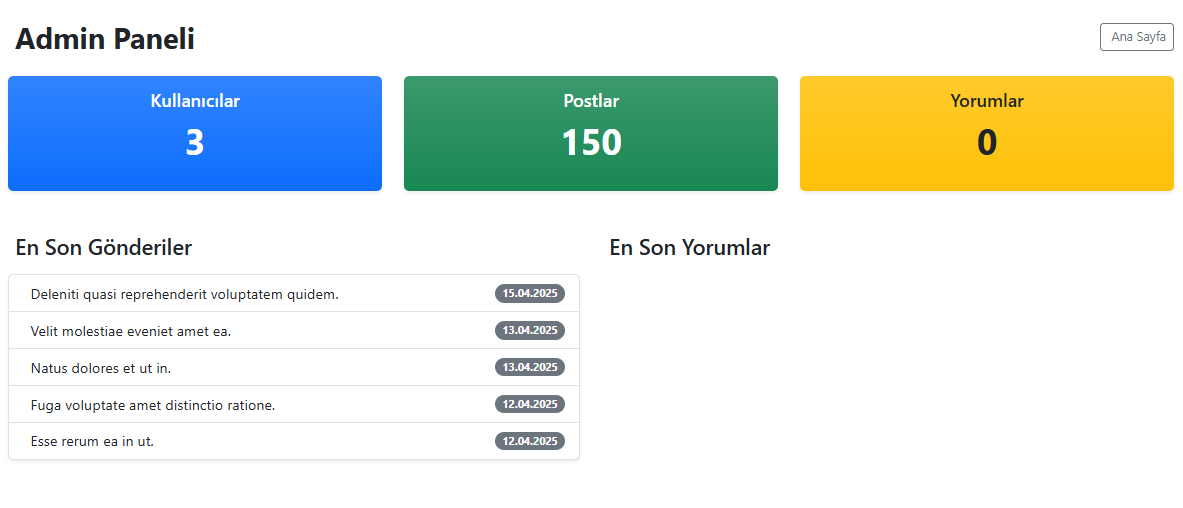 Admin Paneli
Ana Sayfa
Kullanıcılar
3
Postlar
150
Yorumlar
0
En Son Gönderiler
Deleniti quasi reprehenderit voluptatem quidem. 15.04.2025
Velit molestiae eveniet amet ea. 13.04.2025
Natus dolores et ut in. 13.04.2025
Fuga voluptate amet distinctio ratione. 12.04.2025
Esse rerum ea in ut. 12.04.2025
En Son Yorumlar